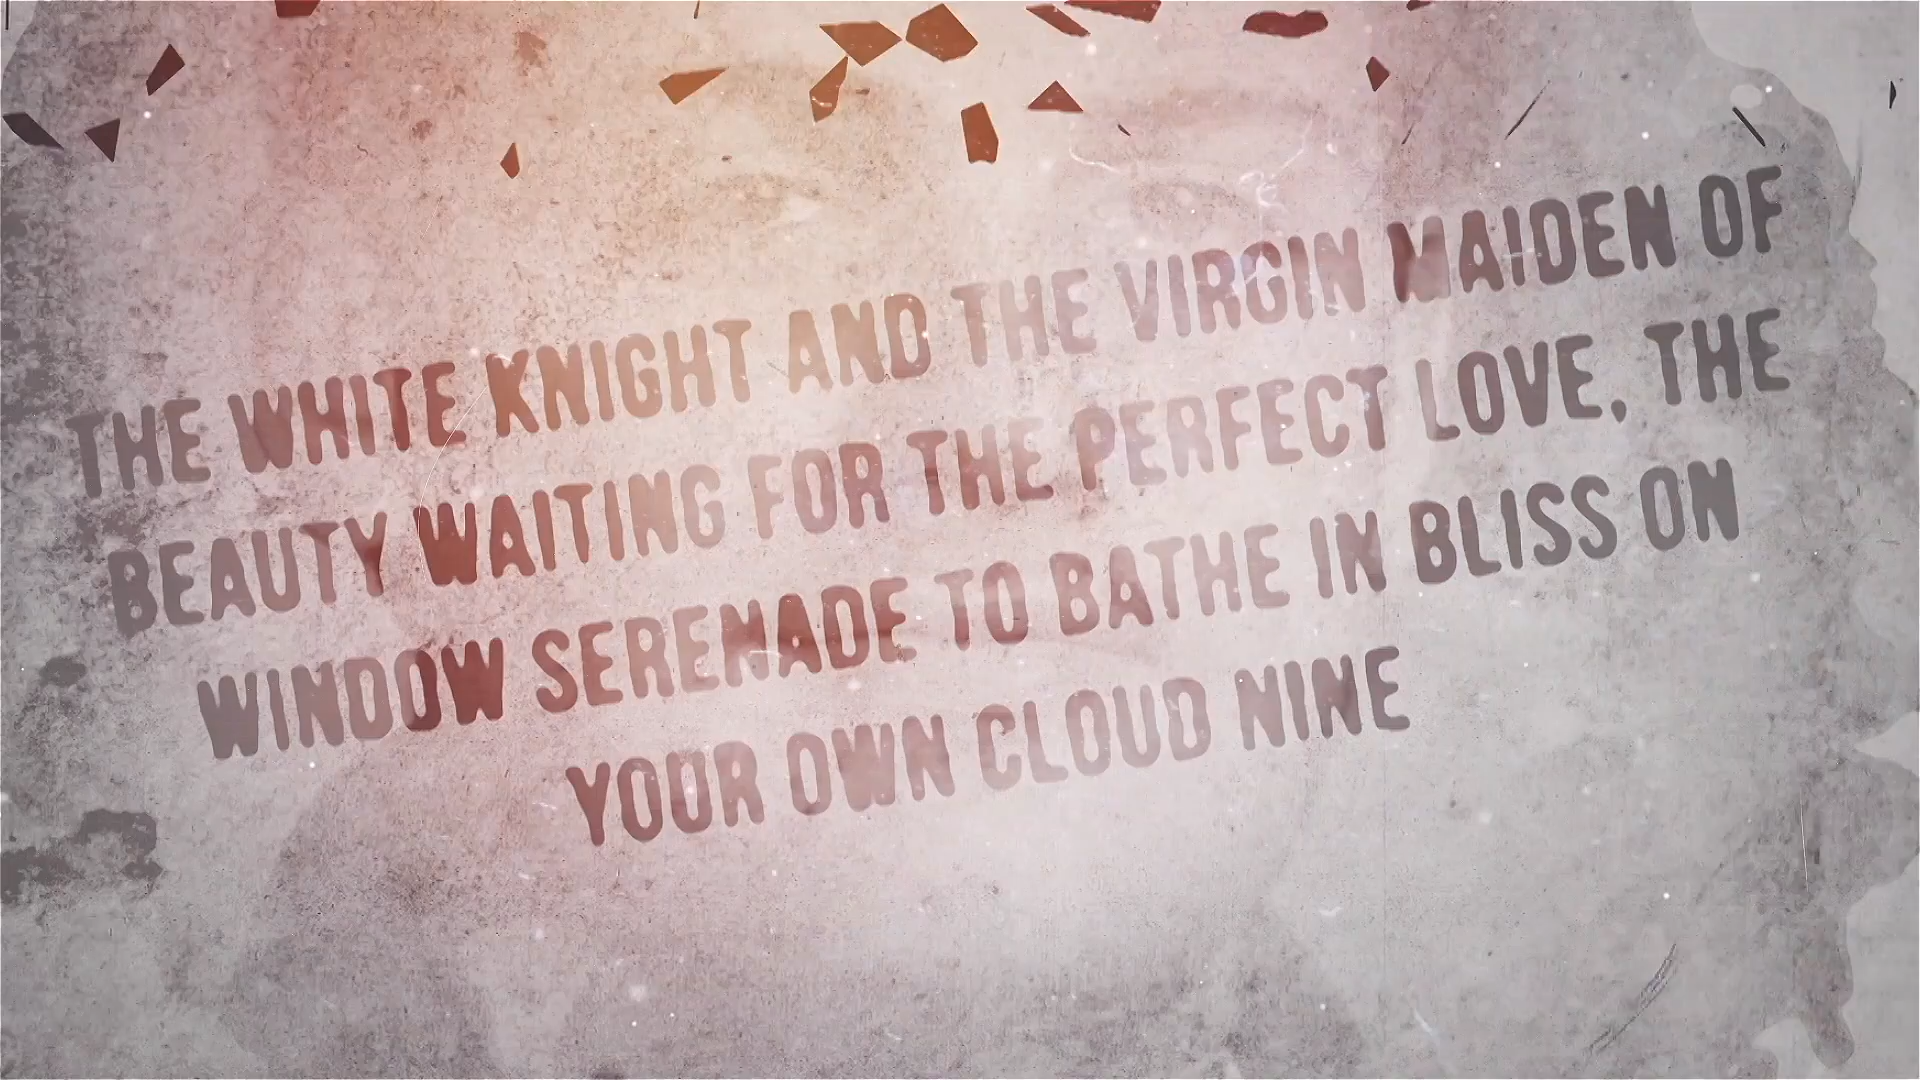 THE WHITE KNIGHT AND THE VIRGIN MAIDEN OF
BEAUTY WAITING FOR THE PERFECT LOVE, THE
WINDOW SERENADE TO BATHE IN BLISS ON
YOUR OWN CLOUD NINE